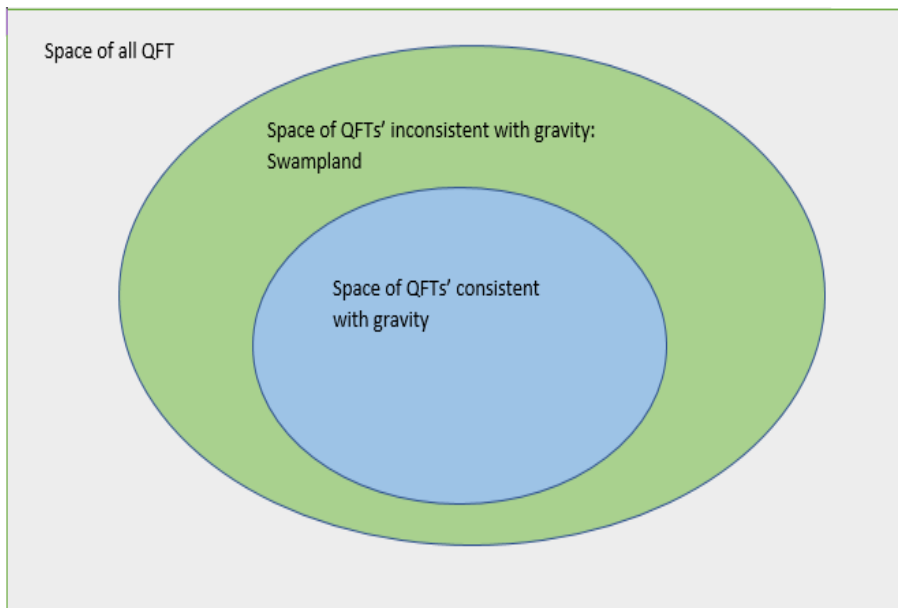 Space of all QFT
Space of QFTs’ inconsistent with gravity:
Swampland
Space of QFTs’ consistent
with gravity